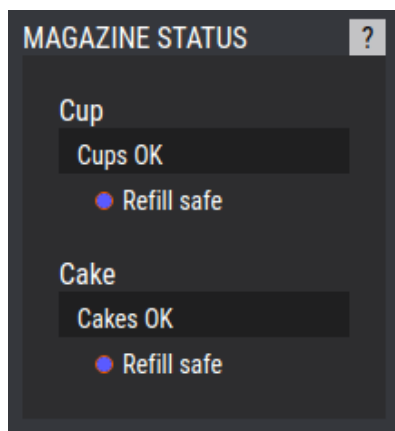 MAGAZINE STATUS ?
Cup
Cups OK
Refill safe
Cake
Cakes OK
Refill safe